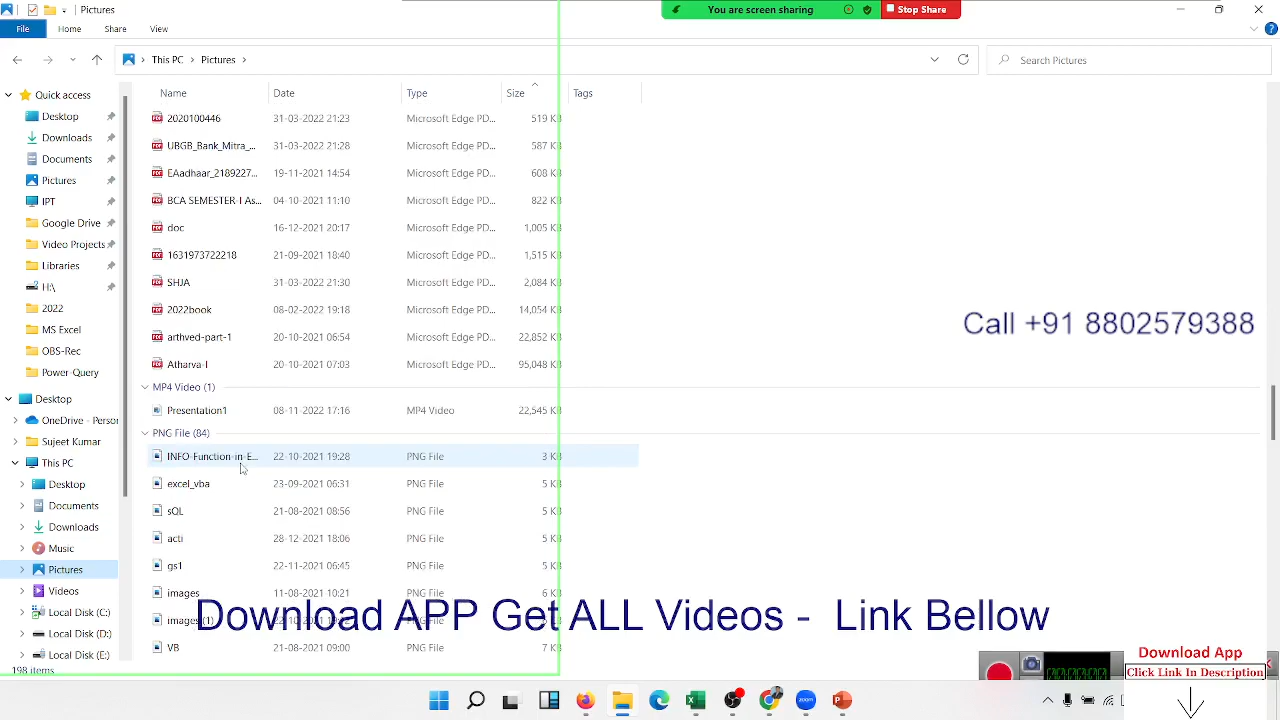 Pictures
You are screen sharing
Stop Share
File
Home
Share
View
This PC
Pictures
Search Pictures
Name
Date
Type
Size
Tags
Quick access
Desktop
Downloads
Documents
Pictures
IPT
Google Drive
Video Projects
Libraries
H:\
2022
MS Excel
OBS-Rec
Power-Query
Desktop
OneDrive - Person
Sujeet Kumar
This PC
Desktop
Documents
Downloads
Music
Pictures
Videos
Local Disk (C:)
Local Disk (D:)
Local Disk (E:)
198 items
2020100446 31-03-2022 21:23 Microsoft Edge PD... 519 KB
UBGB_Bank_Mitra_... 31-03-2022 21:28 Microsoft Edge PD... 587 KB
EAadhaar_2189227... 19-11-2021 14:54 Microsoft Edge PD... 608 KB
BCA SEMESTER-I As... 04-10-2021 11:10 Microsoft Edge PD... 822 KB
doc 16-12-2021 20:17 Microsoft Edge PD... 1,005 KB
1631973722218 21-09-2021 18:40 Microsoft Edge PD... 1,515 KB
SHJA 31-03-2022 21:30 Microsoft Edge PD... 2,084 KB
2022book 08-02-2022 19:18 Microsoft Edge PD... 14,054 KB
arthved-part-1 20-10-2021 06:54 Microsoft Edge PD... 22,852 KB
Atharva-I 20-10-2021 07:03 Microsoft Edge PD... 95,048 KB
MP4 Video (1)
Presentation1 08-11-2022 17:16 MP4 Video 22,545 KB
PNG File (84)
INFO-Function-in-E... 22-10-2021 19:28 PNG File 3 KB
excel_vba 23-09-2021 06:31 PNG File 5 KB
sQL 21-08-2021 08:56 PNG File 5 KB
acti 28-12-2021 18:06 PNG File 5 KB
gs1 22-11-2021 06:45 PNG File 5 KB
images 11-08-2021 10:21 PNG File 6 KB
images (1) PNG File
VB 21-08-2021 09:00 PNG File 7 KB
Call +91 8802579388
Download APP Get ALL Videos - Link Bellow
Download App
Click Link In Description